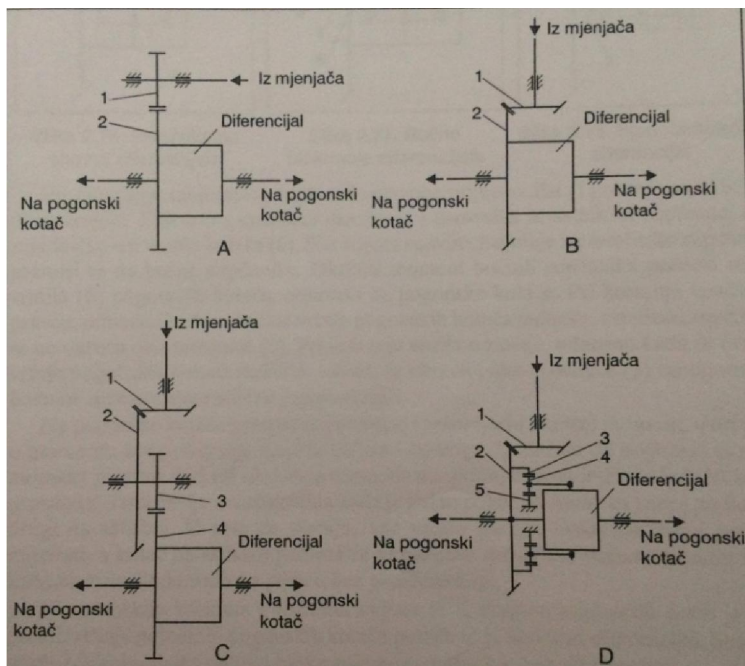 Iz mjenjača
1
2
Diferencijal
Na pogonski
kotač
Na pogonski
kotač
A
Iz mjenjača
1
2
Diferencijal
Na pogonski
kotač
Na pogonski
kotač
B
Iz mjenjača
1
2
3
4
Diferencijal
Na pogonski
kotač
Na pogonski
kotač
C
Iz mjenjača
1
2
3
4
5
Diferencijal
Na pogonski
kotač
Na pogonski
kotač
D